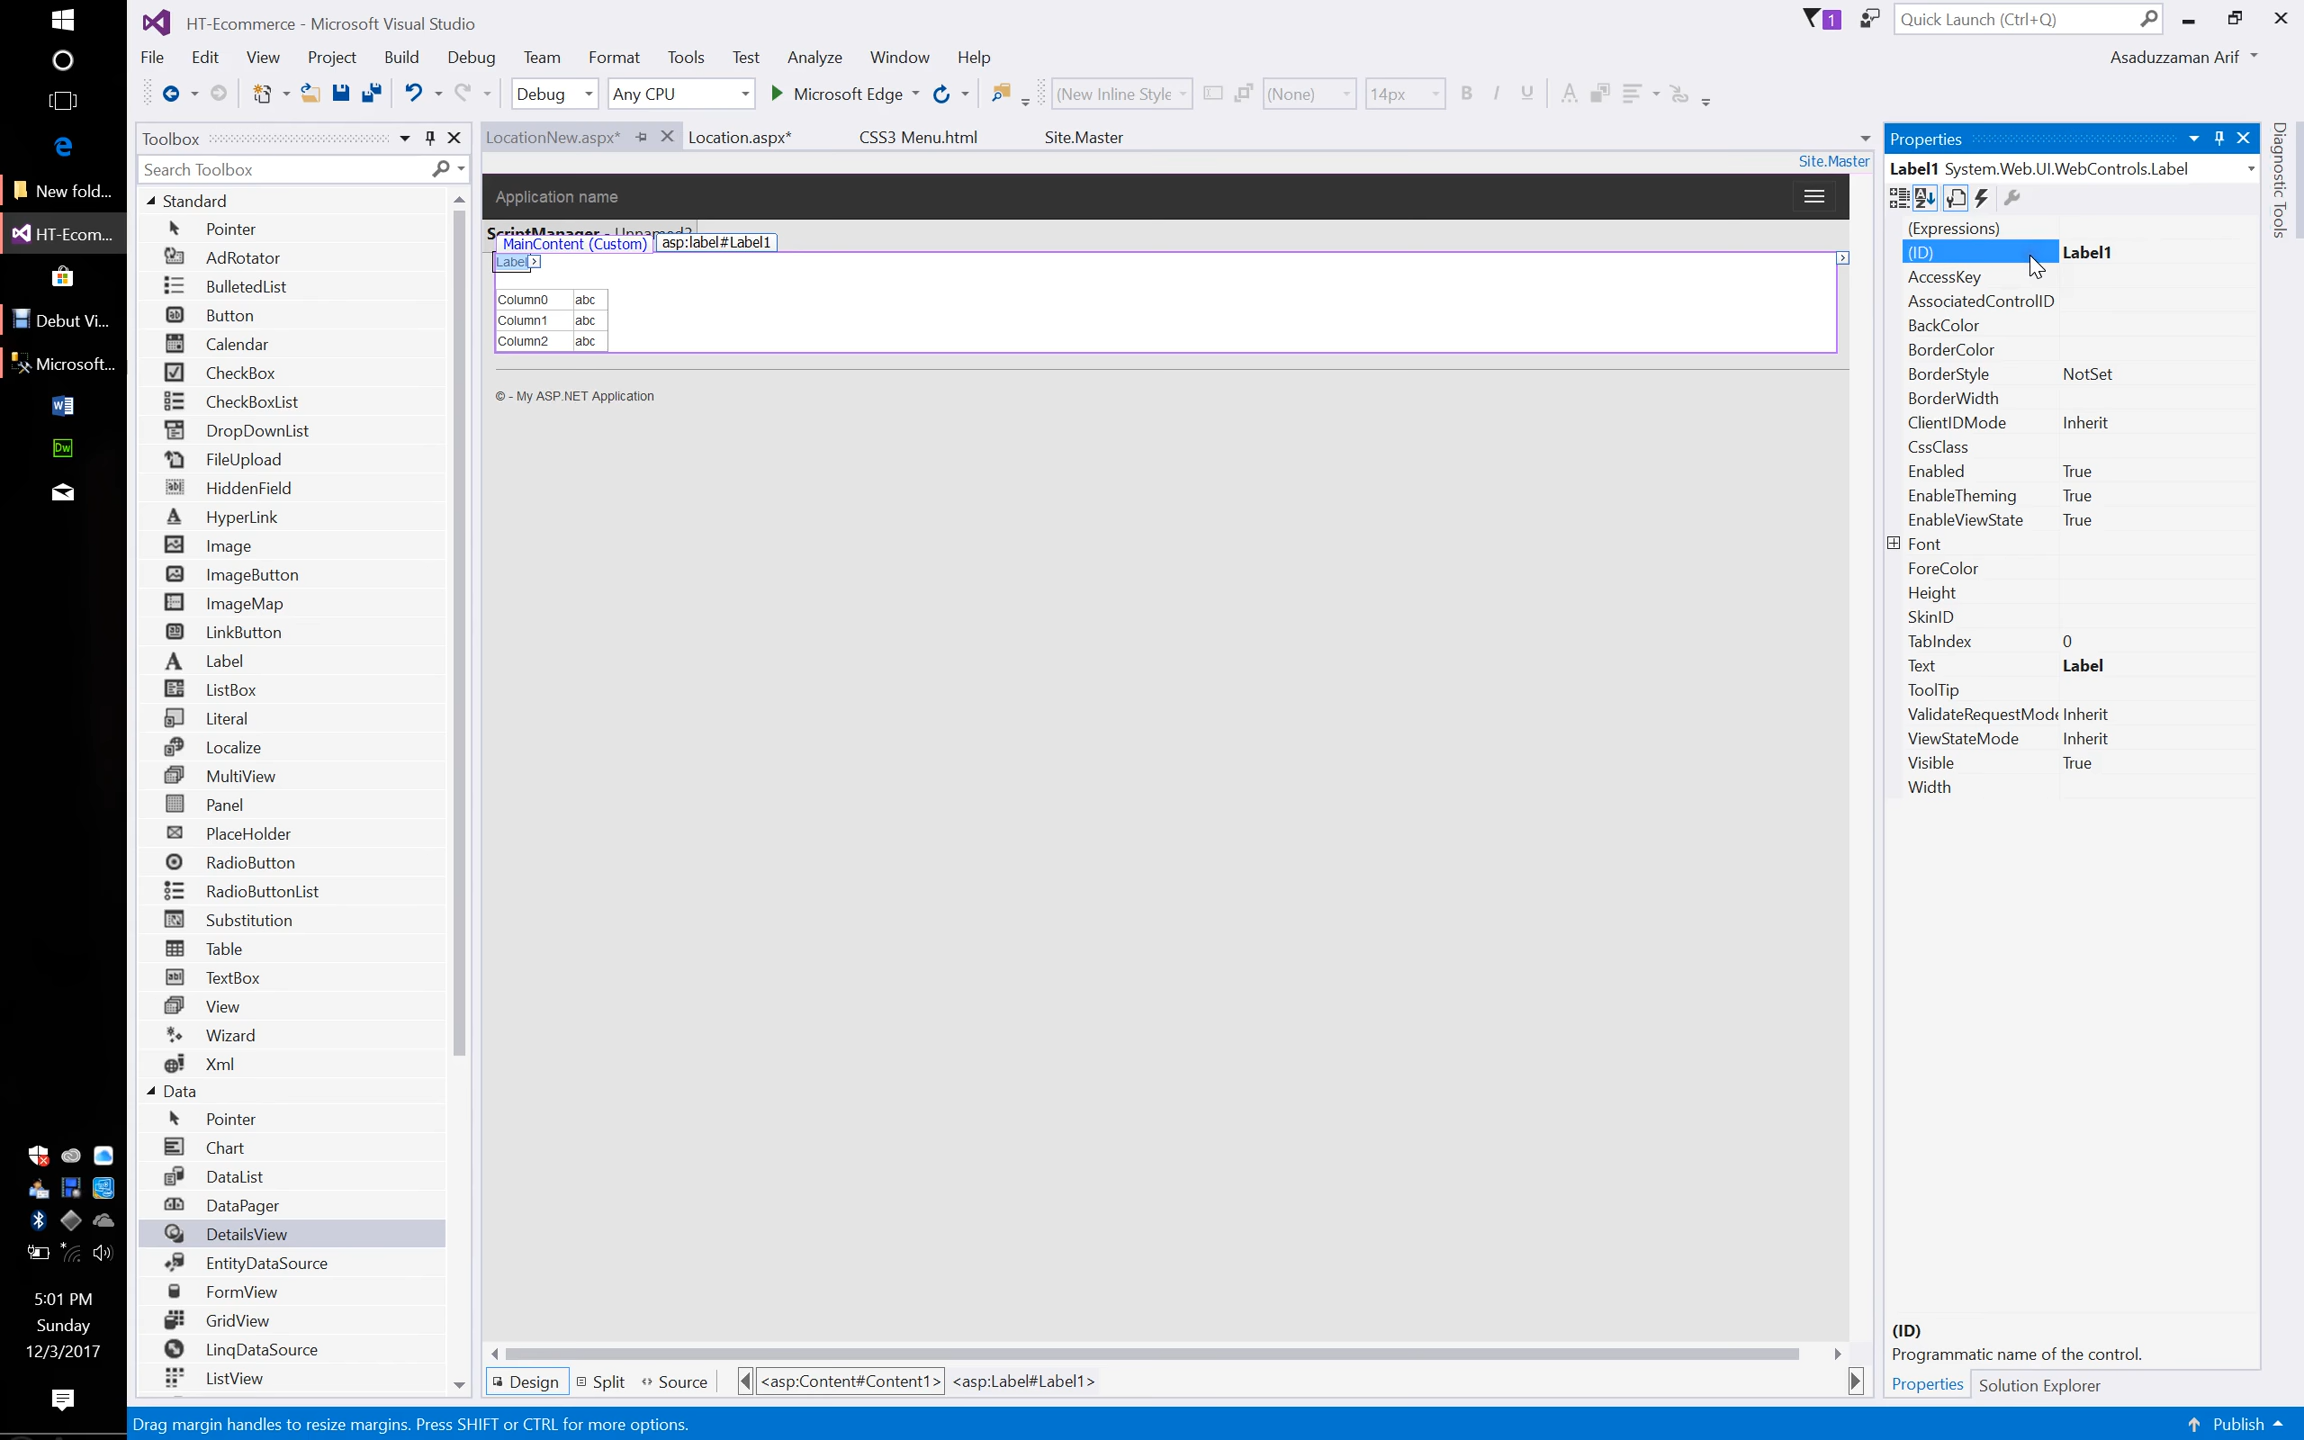 HT-Ecommerce - Microsoft Visual Studio
1
Quick Launch (Ctrl+Q)
File Edit View Project Build Debug Team Format Tools Test Analyze Window Help
Asaduzzaman Arif
Debug Any CPU Microsoft Edge (New Inline Style (None) 14px B I U
New fold...
HT-Ecom...
Debut Vi...
Microsoft...
Dw
5:01 PM
Sunday
12/3/2017
Toolbox
Search Toolbox
Standard
Pointer
AdRotator
BulletedList
Button
Calendar
CheckBox
CheckBoxList
DropDownList
FileUpload
HiddenField
HyperLink
Image
ImageButton
ImageMap
LinkButton
Label
ListBox
Literal
Localize
MultiView
Panel
PlaceHolder
RadioButton
RadioButtonList
Substitution
Table
TextBox
View
Wizard
Xml
Data
Pointer
Chart
DataList
DataPager
DetailsView
EntityDataSource
FormView
GridView
LinqDataSource
ListView
LocationNew.aspx* Location.aspx* CSS3 Menu.html Site.Master
Site.Master
Application name
ScriptManager
MainContent (Custom) asp:label#Label1
Label
Column0 abc
Column1 abc
Column2 abc
© - My ASP.NET Application
Design Split Source <asp:Content#Content1> <asp:Label#Label1>
Properties
Label1 System.Web.UI.WebControls.Label
(Expressions)
(ID) Label1
AccessKey
AssociatedControlID
BackColor
BorderColor
BorderStyle NotSet
BorderWidth
ClientIDMode Inherit
CssClass
Enabled True
EnableTheming True
EnableViewState True
Font
ForeColor
Height
SkinID
TabIndex 0
Text Label
ToolTip
ValidateRequestMode Inherit
ViewStateMode Inherit
Visible True
Width
(ID)
Programmatic name of the control.
Properties Solution Explorer
Diagnostic Tools
Drag margin handles to resize margins. Press SHIFT or CTRL for more options.
Publish